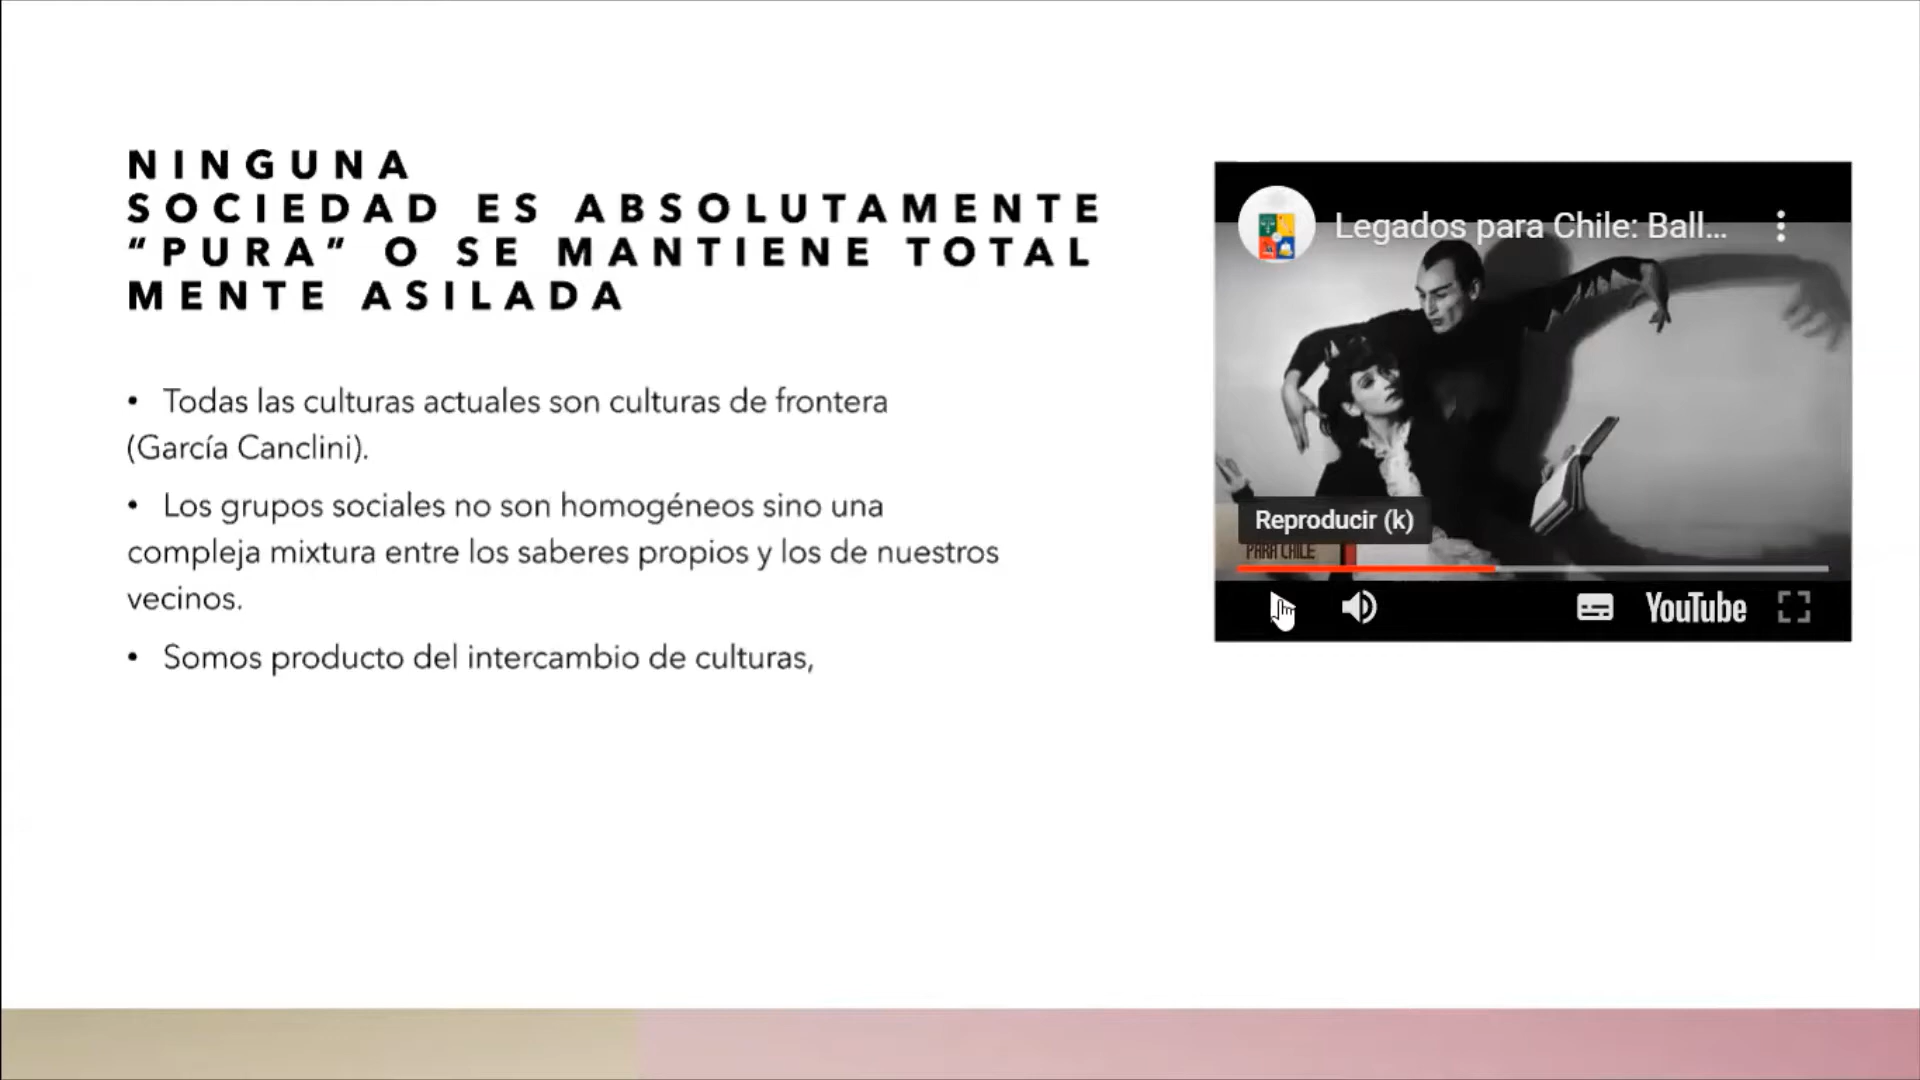 NINGUNA
SOCIEDAD ES ABSOLUTAMENTE
“PURA” O SE MANTIENE TOTAL
MENTE ASILADA
• Todas las culturas actuales son culturas de frontera
(García Canclini).
• Los grupos sociales no son homogéneos sino una
compleja mixtura entre los saberes propios y los de nuestros
vecinos.
• Somos producto del intercambio de culturas,
Legados para Chile: Ball...
Reproducir (k)
PARA CHILE
YouTube